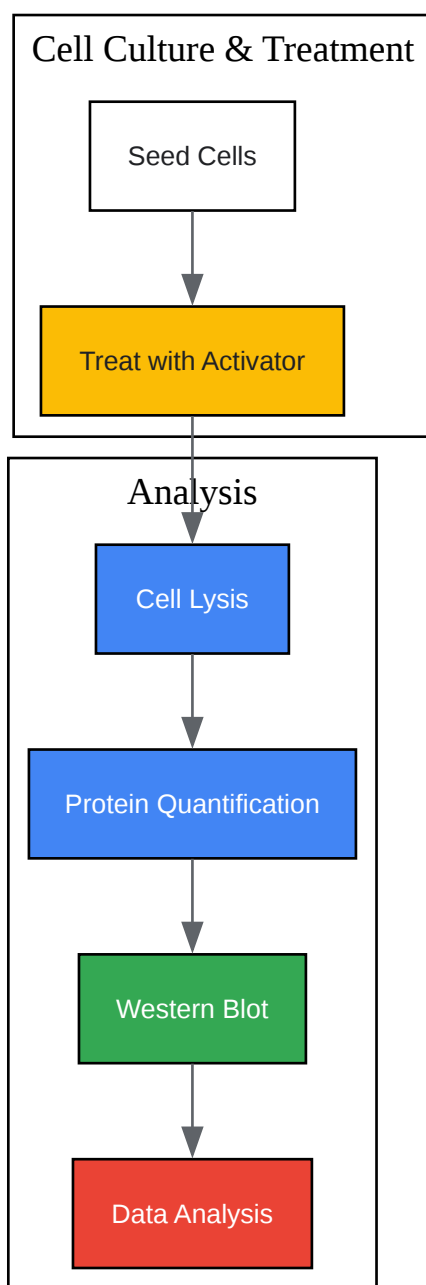 Cell Culture & Treatment
Seed Cells
Treat with Activator
Analysis
Cell Lysis
Protein Quantification
Western Blot
Data Analysis